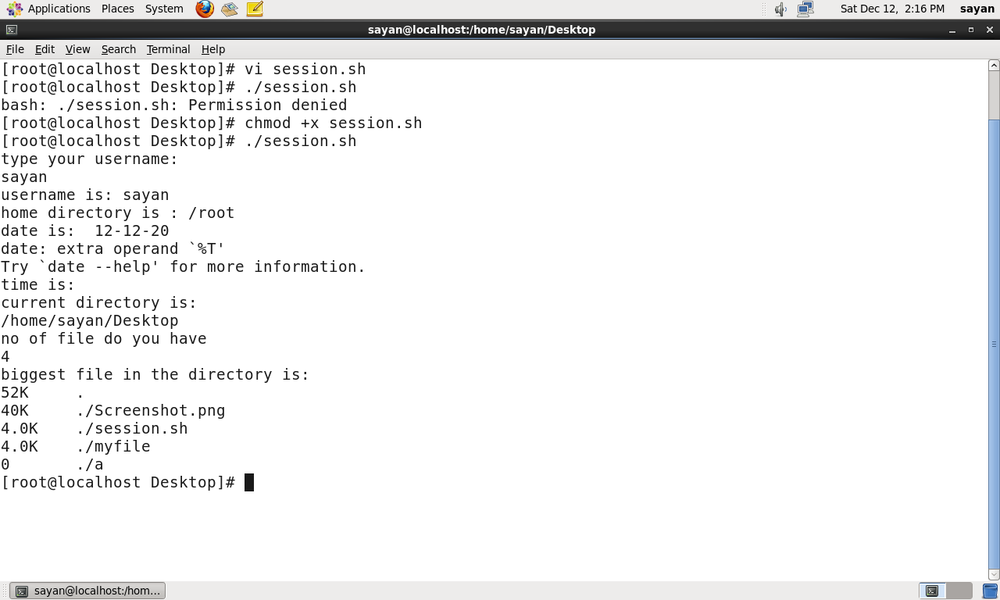 Applications Places System Sat Dec 12, 2:16 PM sayan
sayan@localhost:/home/sayan/Desktop
File Edit View Search Terminal Help
[root@localhost Desktop]# vi session.sh
[root@localhost Desktop]# ./session.sh
bash: ./session.sh: Permission denied
[root@localhost Desktop]# chmod +x session.sh
[root@localhost Desktop]# ./session.sh
type your username:
sayan
username is: sayan
home directory is : /root
date is:  12-12-20
date: extra operand `%T'
Try `date --help' for more information.
time is:
current directory is:
/home/sayan/Desktop
no of file do you have
4
biggest file in the directory is:
52K     .
40K     ./Screenshot.png
4.0K    ./session.sh
4.0K    ./myfile
0       ./a
[root@localhost Desktop]#
sayan@localhost:/hom...